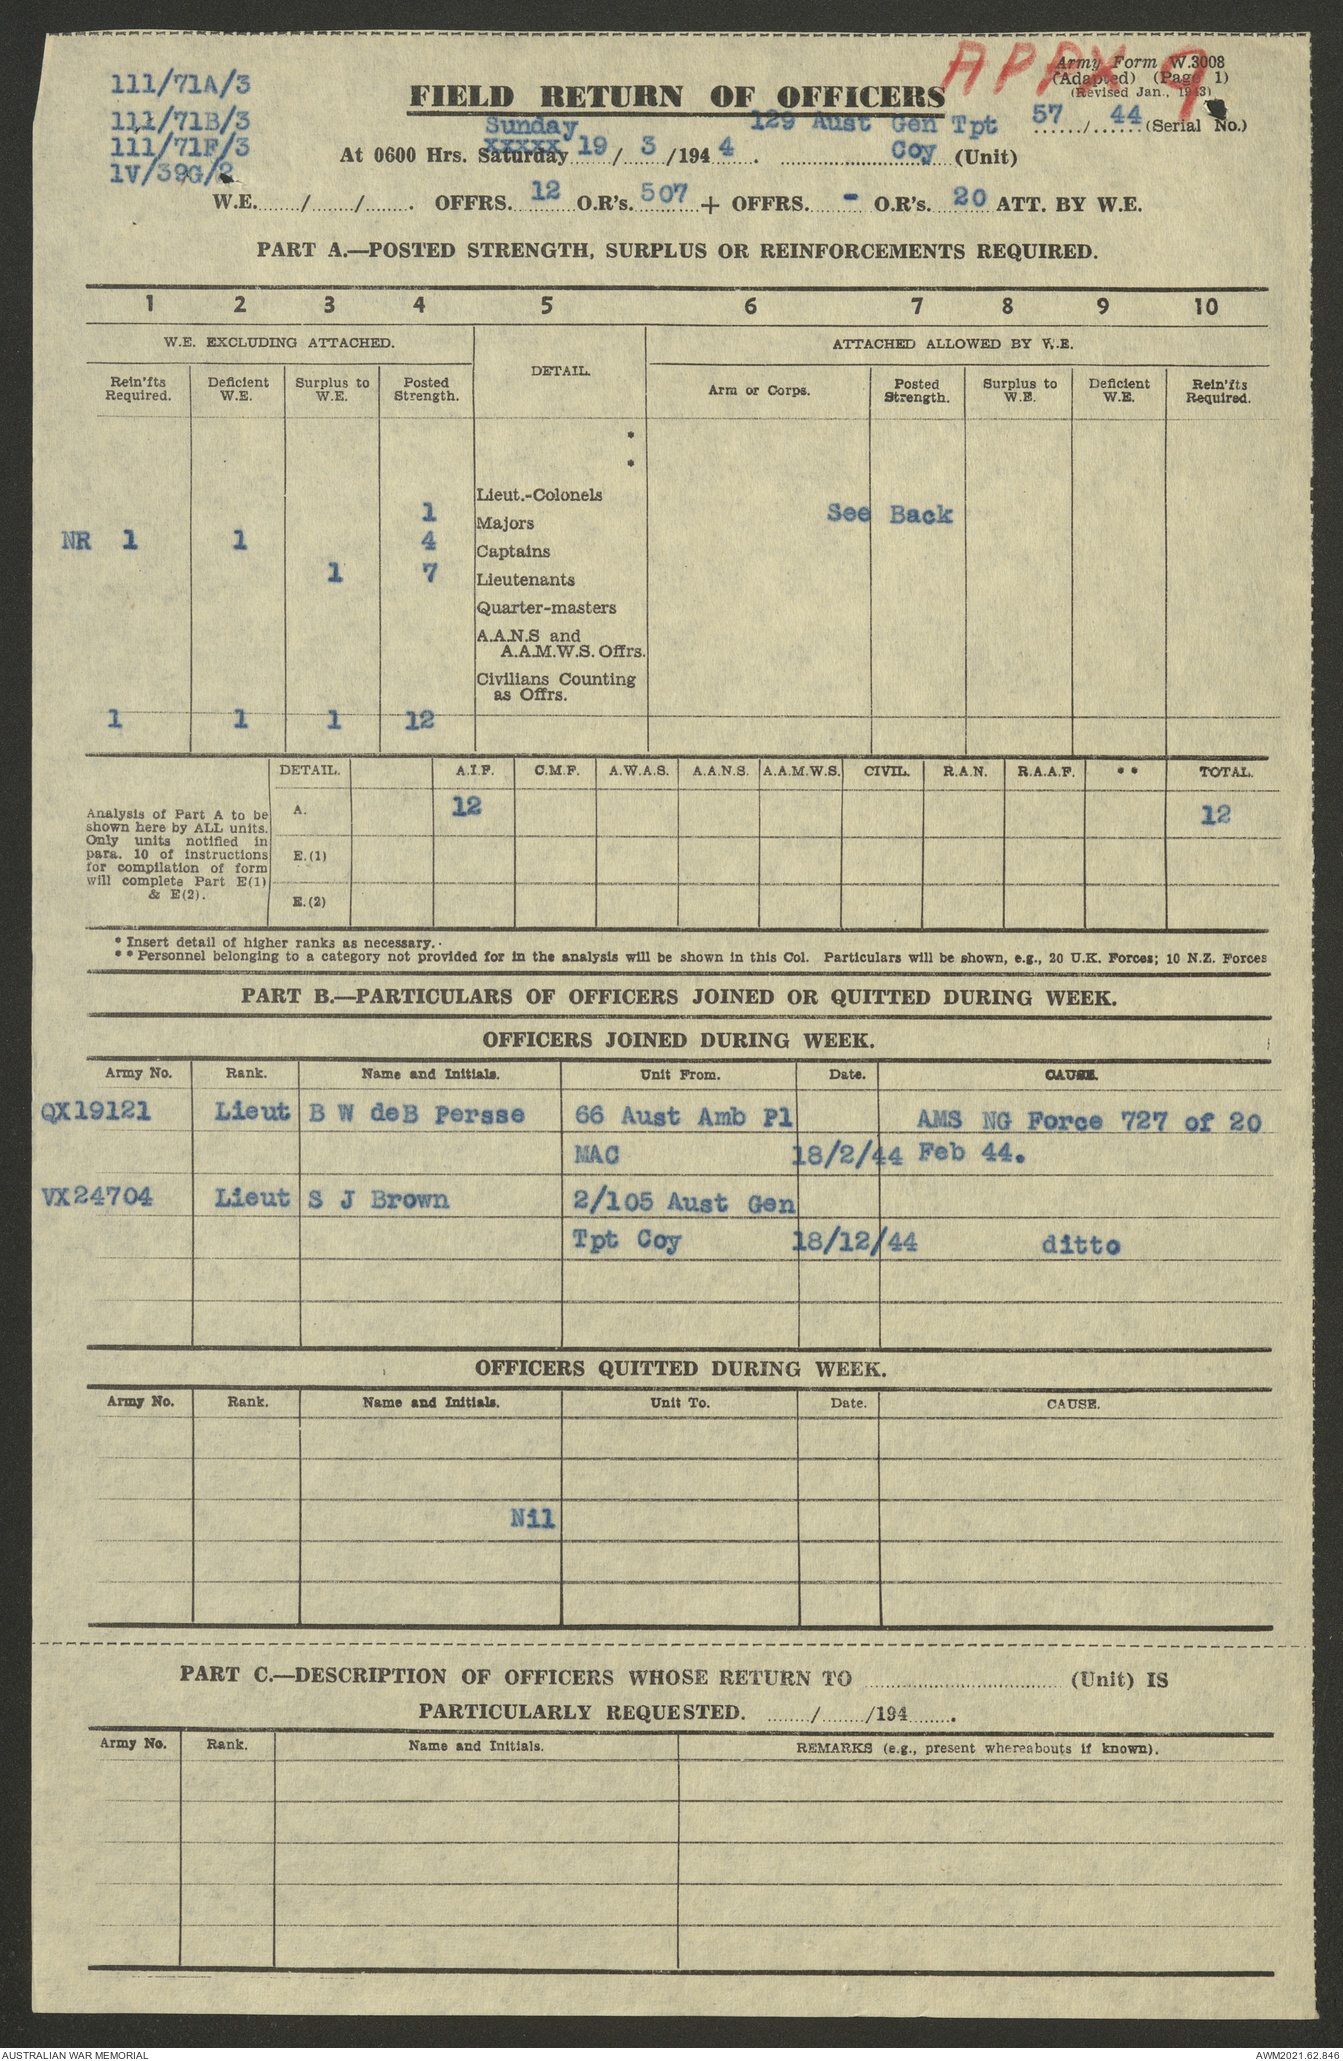 APPX 9
Army Form W.3008
(Adapted) (Page 1)
(Revised Jan., 1943)
111/71A/3
111/71B/3
111/71F/3
1V/39G/2
FIELD RETURN OF OFFICERS
57/44 (Serial No.)
Sunday 129 Aust Gen Tpt
At 0600 Hrs. Saturday 19/3/1944. Coy (Unit)
xxxxx
W.E. / / . OFFRS. 12 O.R's. 507 + OFFRS. - O.R's. 20 ATT. BY W.E.
PART A.—POSTED STRENGTH, SURPLUS OR REINFORCEMENTS REQUIRED.
1 2 3 4 5 6 7 8 9 10
W.E. EXCLUDING ATTACHED. DETAIL. ATTACHED ALLOWED BY W.E.
Rein'fts Required. Deficient W.E. Surplus to W.E. Posted Strength. Arm or Corps. Posted Strength. Surplus to W.E. Deficient W.E. Rein'fts Required.
*
*
Lieut.-Colonels
1 Majors See Back
NR 1 1 4 Captains
1 7 Lieutenants
Quarter-masters
A.A.N.S and
A.A.M.W.S. Offrs.
Civilians Counting
as Offrs.
1 1 1 12
DETAIL. A.I.F. C.M.F. A.W.A.S. A.A.N.S. A.A.M.W.S. CIVIL. R.A.N. R.A.A.F. ** TOTAL.
Analysis of Part A to be
shown here by ALL units.
Only units notified in
para. 10 of instructions
for compilation of form
will complete Part E(1)
& E(2).
A. 12 12
E.(1)
E.(2)
* Insert detail of higher ranks as necessary.
** Personnel belonging to a category not provided for in the analysis will be shown in this Col. Particulars will be shown, e.g., 20 U.K. Forces; 10 N.Z. Forces
PART B.—PARTICULARS OF OFFICERS JOINED OR QUITTED DURING WEEK.
OFFICERS JOINED DURING WEEK.
Army No. Rank. Name and Initials. Unit From. Date. CAUSE.
QX19121 Lieut B W deB Persse 66 Aust Amb Pl AMS NG Force 727 of 20
MAC 18/2/44 Feb 44.
VX24704 Lieut S J Brown 2/105 Aust Gen
Tpt Coy 18/12/44 ditto
OFFICERS QUITTED DURING WEEK.
Army No. Rank. Name and Initials. Unit To. Date. CAUSE.
Nil
PART C.—DESCRIPTION OF OFFICERS WHOSE RETURN TO (Unit) IS
PARTICULARLY REQUESTED. / /194 .
Army No. Rank. Name and Initials. REMARKS (e.g., present whereabouts if known).
AUSTRALIAN WAR MEMORIAL AWM2021.62.846